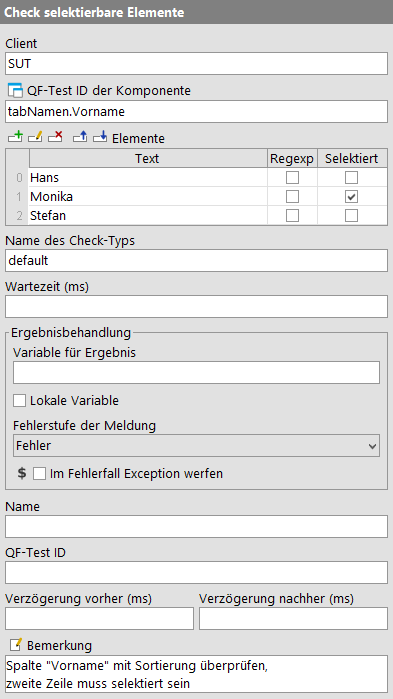 Check selektierbare Elemente
Client
SUT
QF-Test ID der Komponente
tabNamen.Vorname
Elemente
Text Regexp Selektiert
0 Hans
1 Monika
2 Stefan
Name des Check-Typs
default
Wartezeit (ms)
Ergebnisbehandlung
Variable für Ergebnis
Lokale Variable
Fehlerstufe der Meldung
Fehler
$ Im Fehlerfall Exception werfen
Name
QF-Test ID
Verzögerung vorher (ms) Verzögerung nachher (ms)
Bemerkung
Spalte "Vorname" mit Sortierung überprüfen,
zweite Zeile muss selektiert sein